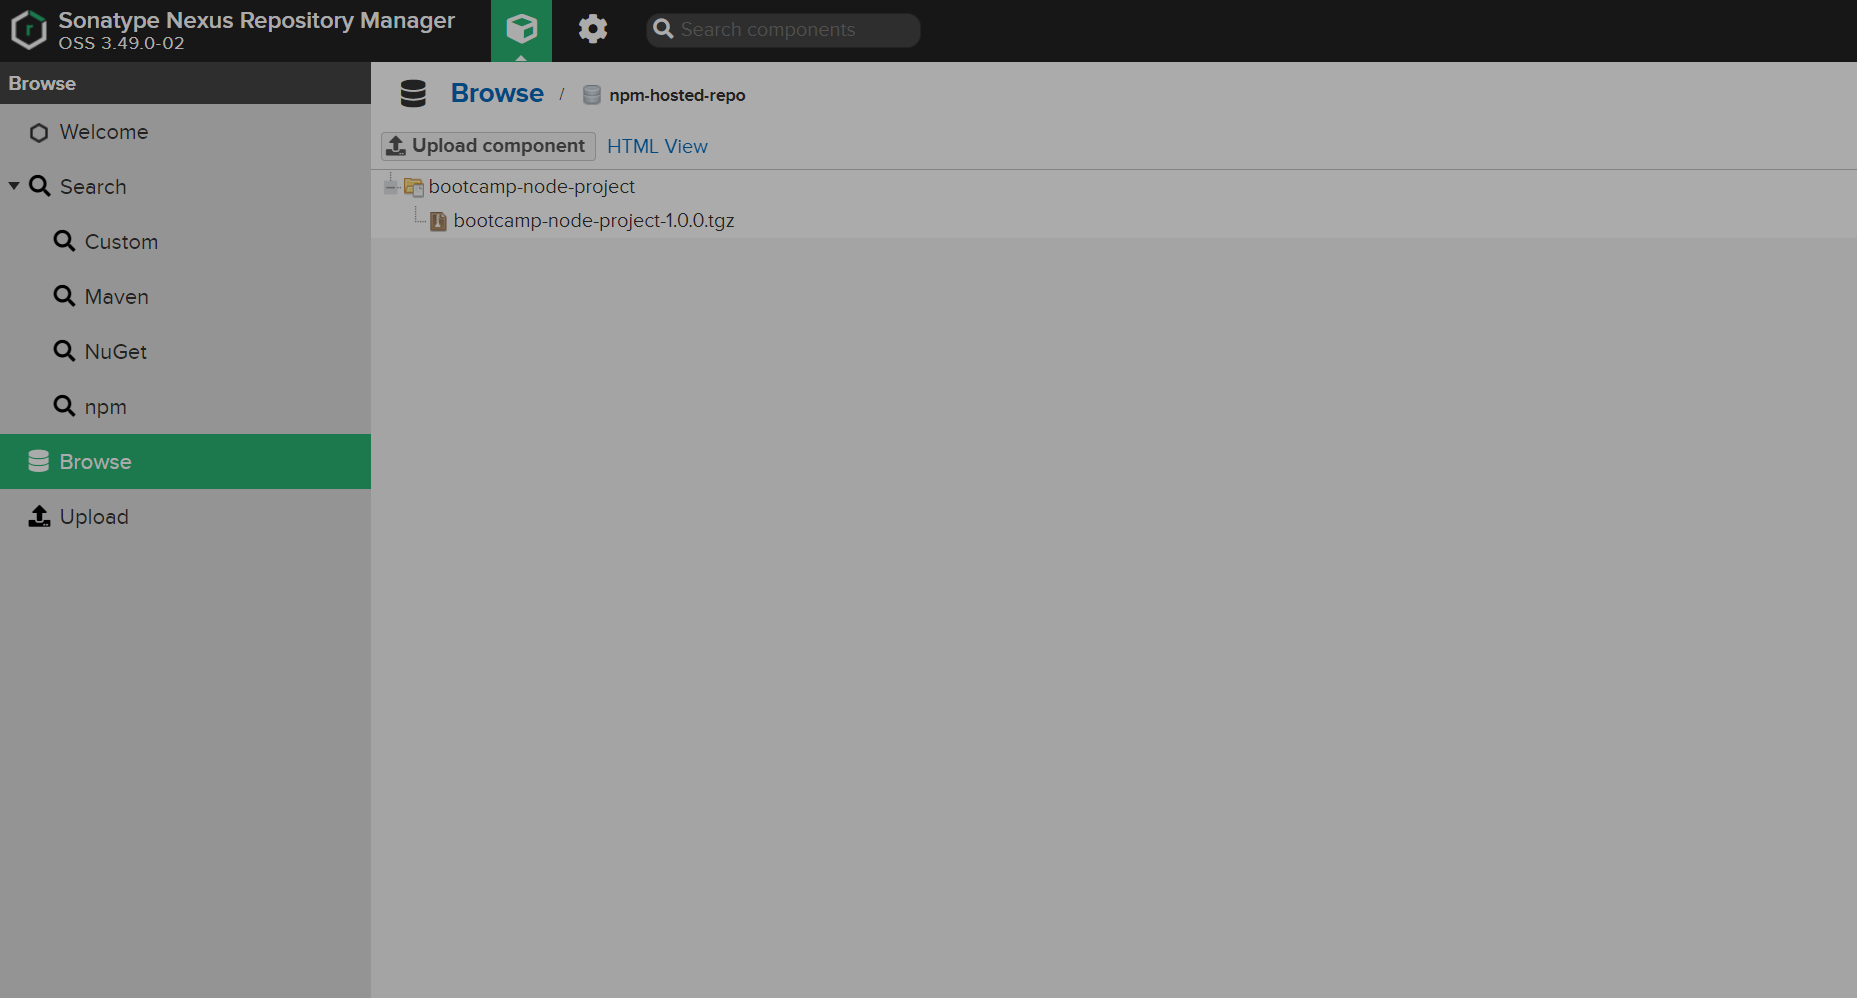 Sonatype Nexus Repository Manager
OSS 3.49.0-02
Search components
Browse
Welcome
Search
Custom
Maven
NuGet
npm
Browse
Upload
Browse / npm-hosted-repo
Upload component HTML View
bootcamp-node-project
bootcamp-node-project-1.0.0.tgz